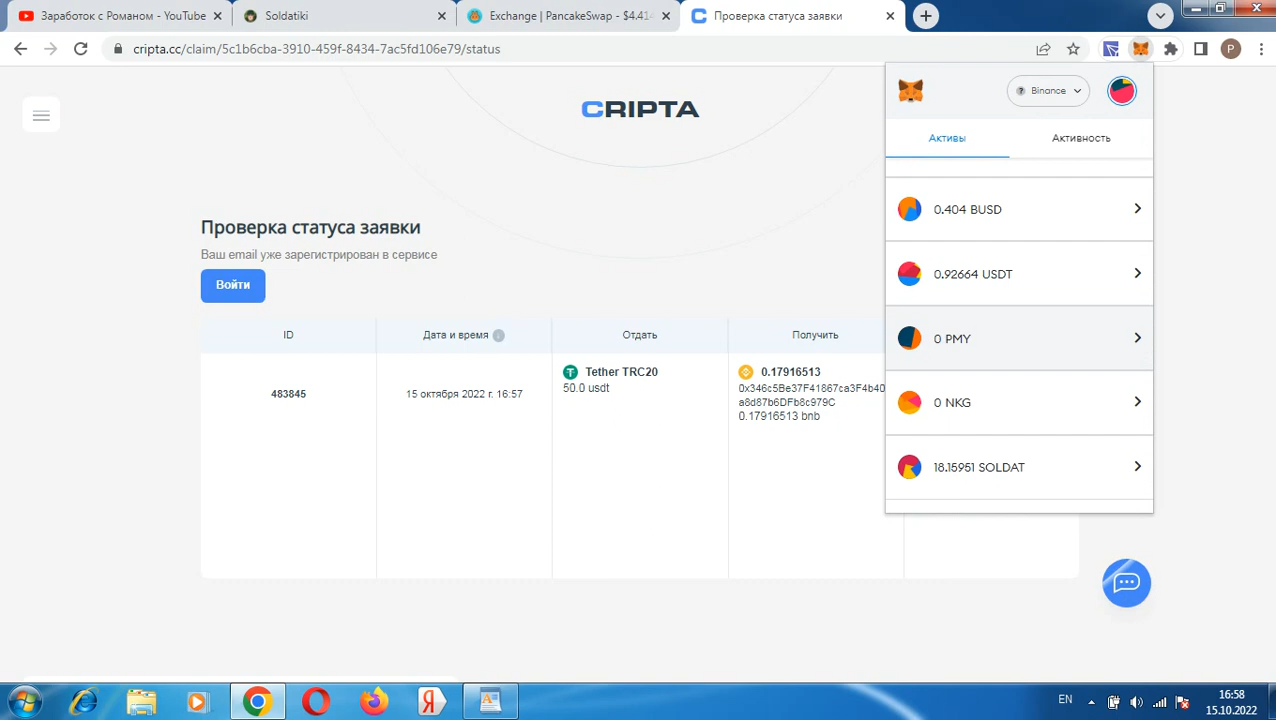 Заработок с Романом - YouTube
Soldatiki
Exchange | PancakeSwap - $4.414
Проверка статуса заявки
cripta.cc/claim/5c1b6cba-3910-459f-8434-7ac5fd106e79/status
P
CRIPTA
Binance
Активы
Активность
0.404 BUSD
0.92664 USDT
0 PMY
0 NKG
18.15951 SOLDAT
Проверка статуса заявки
Ваш email уже зарегистрирован в сервисе
Войти
ID
Дата и время
Отдать
Получить
483845
15 октября 2022 г. 16:57
Tether TRC20
50.0 usdt
0.17916513
0x346c5Be37F41867ca3F4b40
a8d87b6DFb8c979C
0.17916513 bnb
EN
16:58
15.10.2022